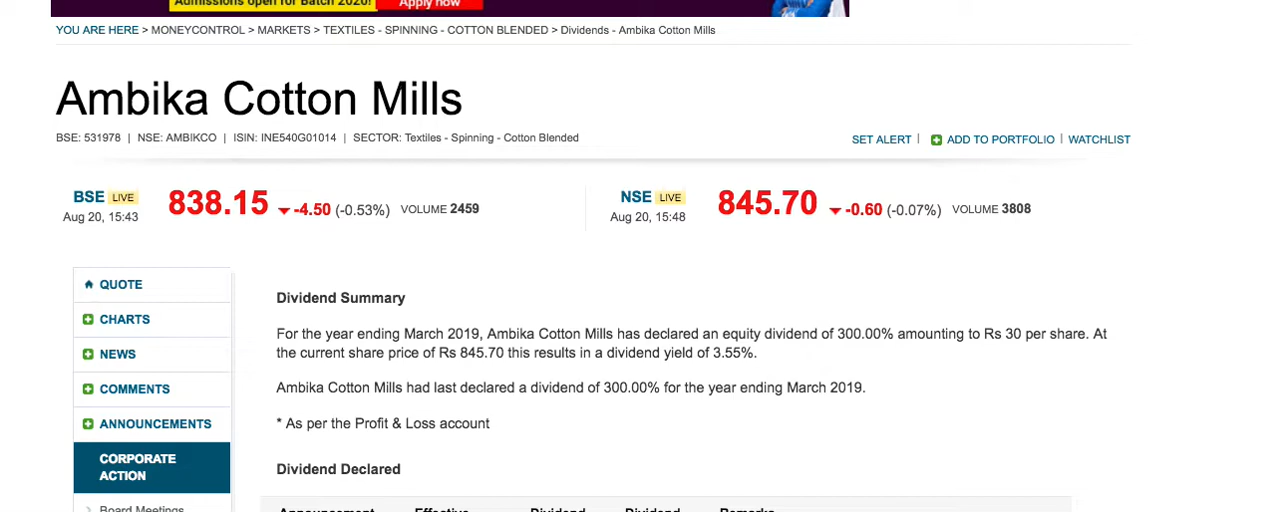 Admissions open for Batch 2020!
Apply now
YOU ARE HERE > MONEYCONTROL > MARKETS > TEXTILES - SPINNING - COTTON BLENDED > Dividends - Ambika Cotton Mills
Ambika Cotton Mills
BSE: 531978 | NSE: AMBIKCO | ISIN: INE540G01014 | SECTOR: Textiles - Spinning - Cotton Blended
SET ALERT | ADD TO PORTFOLIO | WATCHLIST
BSE LIVE 838.15 -4.50 (-0.53%) VOLUME 2459
Aug 20, 15:43
NSE LIVE 845.70 -0.60 (-0.07%) VOLUME 3808
Aug 20, 15:48
QUOTE
CHARTS
NEWS
COMMENTS
ANNOUNCEMENTS
CORPORATE
ACTION
Board Meetings
Dividend Summary
For the year ending March 2019, Ambika Cotton Mills has declared an equity dividend of 300.00% amounting to Rs 30 per share. At
the current share price of Rs 845.70 this results in a dividend yield of 3.55%.
Ambika Cotton Mills had last declared a dividend of 300.00% for the year ending March 2019.
* As per the Profit & Loss account
Dividend Declared
Announcement Effective Dividend Dividend Remarks